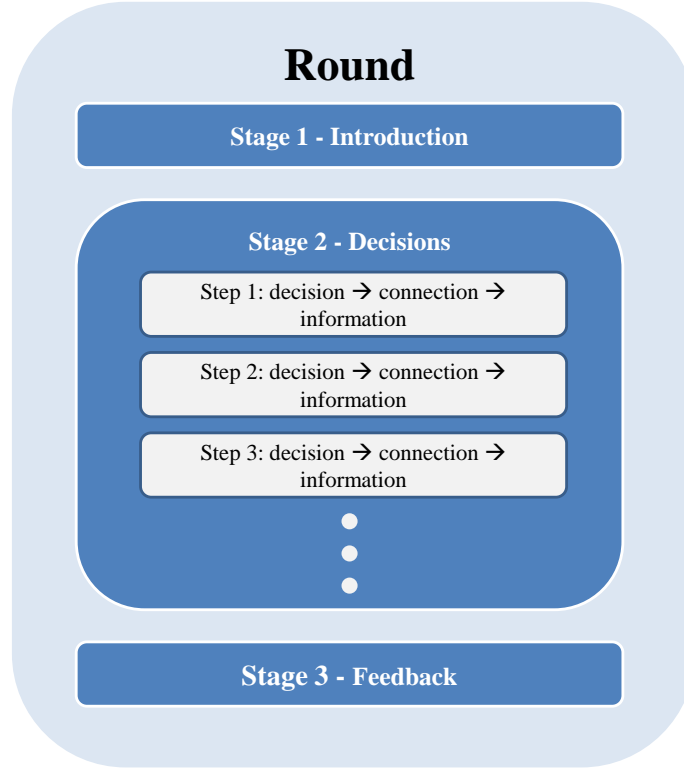 Round
Stage 1 - Introduction
Stage 2 - Decisions
Step 1: decision → connection →
information
Step 2: decision → connection →
information
Step 3: decision → connection →
information
Stage 3 - Feedback